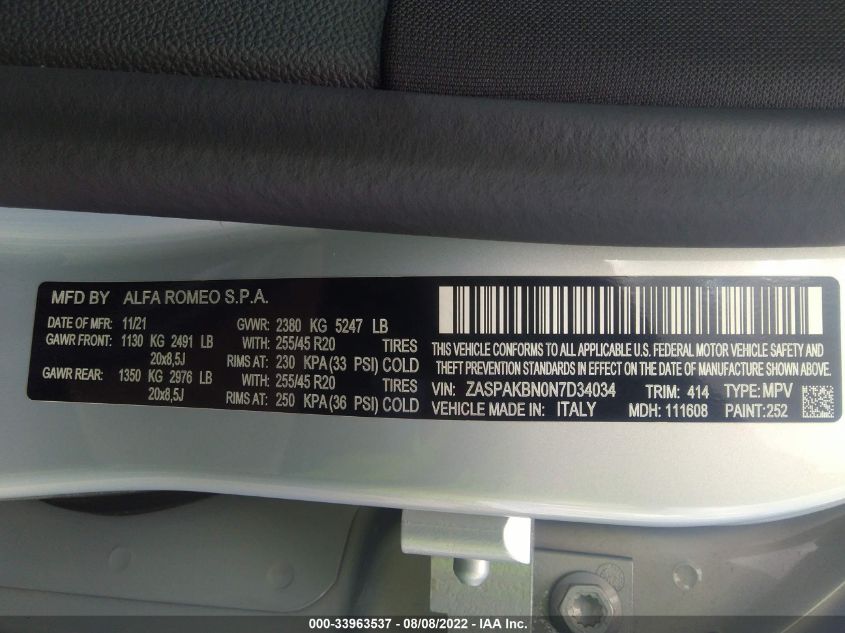 MFD BY ALFA ROMEO S.P.A.
DATE OF MFR: 11/21 GVWR: 2380 KG 5247 LB
GAWR FRONT: 1130 KG 2491 LB WITH: 255/45 R20 TIRES
20x8,5J RIMS AT: 230 KPA (33 PSI) COLD
GAWR REAR: 1350 KG 2976 LB WITH: 255/45 R20 TIRES
20x8,5J RIMS AT: 250 KPA (36 PSI) COLD
THIS VEHICLE CONFORMS TO ALL APPLICABLE U.S. FEDERAL MOTOR VEHICLE SAFETY AND
THEFT PREVENTION STANDARDS IN EFFECT ON THE DATE OF MANUFACTURE SHOWN ABOVE.
VIN: ZASPAKBN0N7D34034 TRIM: 414 TYPE: MPV
VEHICLE MADE IN: ITALY MDH: 111608 PAINT: 252
000-33963537 - 08/08/2022 - IAA Inc.